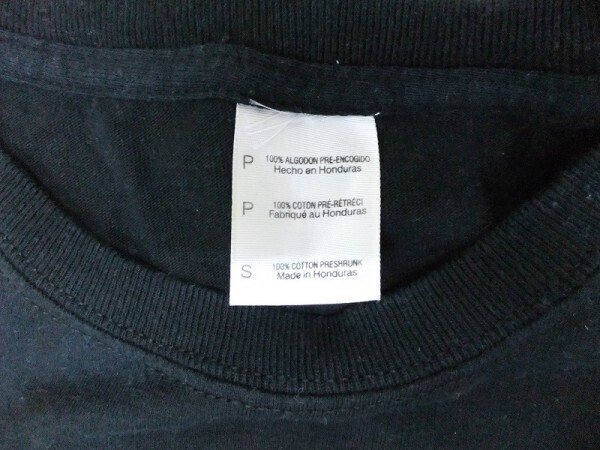 P 100% ALGODON PRE-ENCOGIDO
Hecho en Honduras
P 100% COTON PRÉ-RÉTRÉCI
Fabriqué au Honduras
S 100% COTTON PRESHRUNK
Made in Honduras